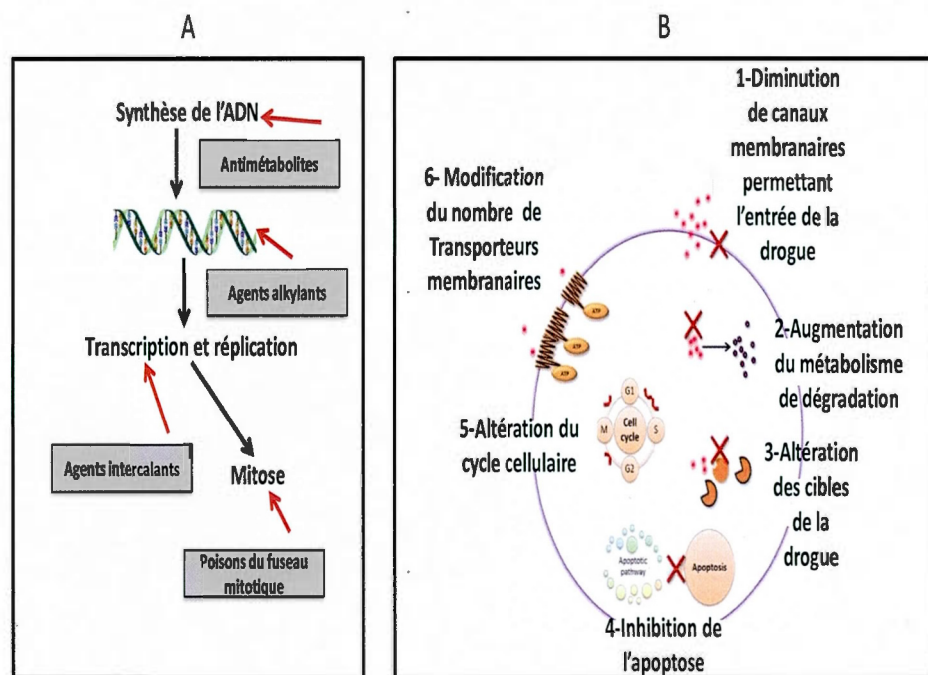 A
Synthèse de l'ADN
Antimétabolites
Agents alkylants
Transcription et réplication
Agents intercalants
Mitose
Poisons du fuseau
mitotique
B
1-Diminution
de canaux
membranaires
permettant
l'entrée de la
drogue
6- Modification
du nombre de
Transporteurs
membranaires
ATP
ATP
ATP
2-Augmentation
du métabolisme
de dégradation
5-Altération du
cycle cellulaire
G1
M
Cell
cycle
S
G2
3-Altération
des cibles
de la
drogue
Apoptotic
pathway
Apoptosis
4-Inhibition de
l'apoptose